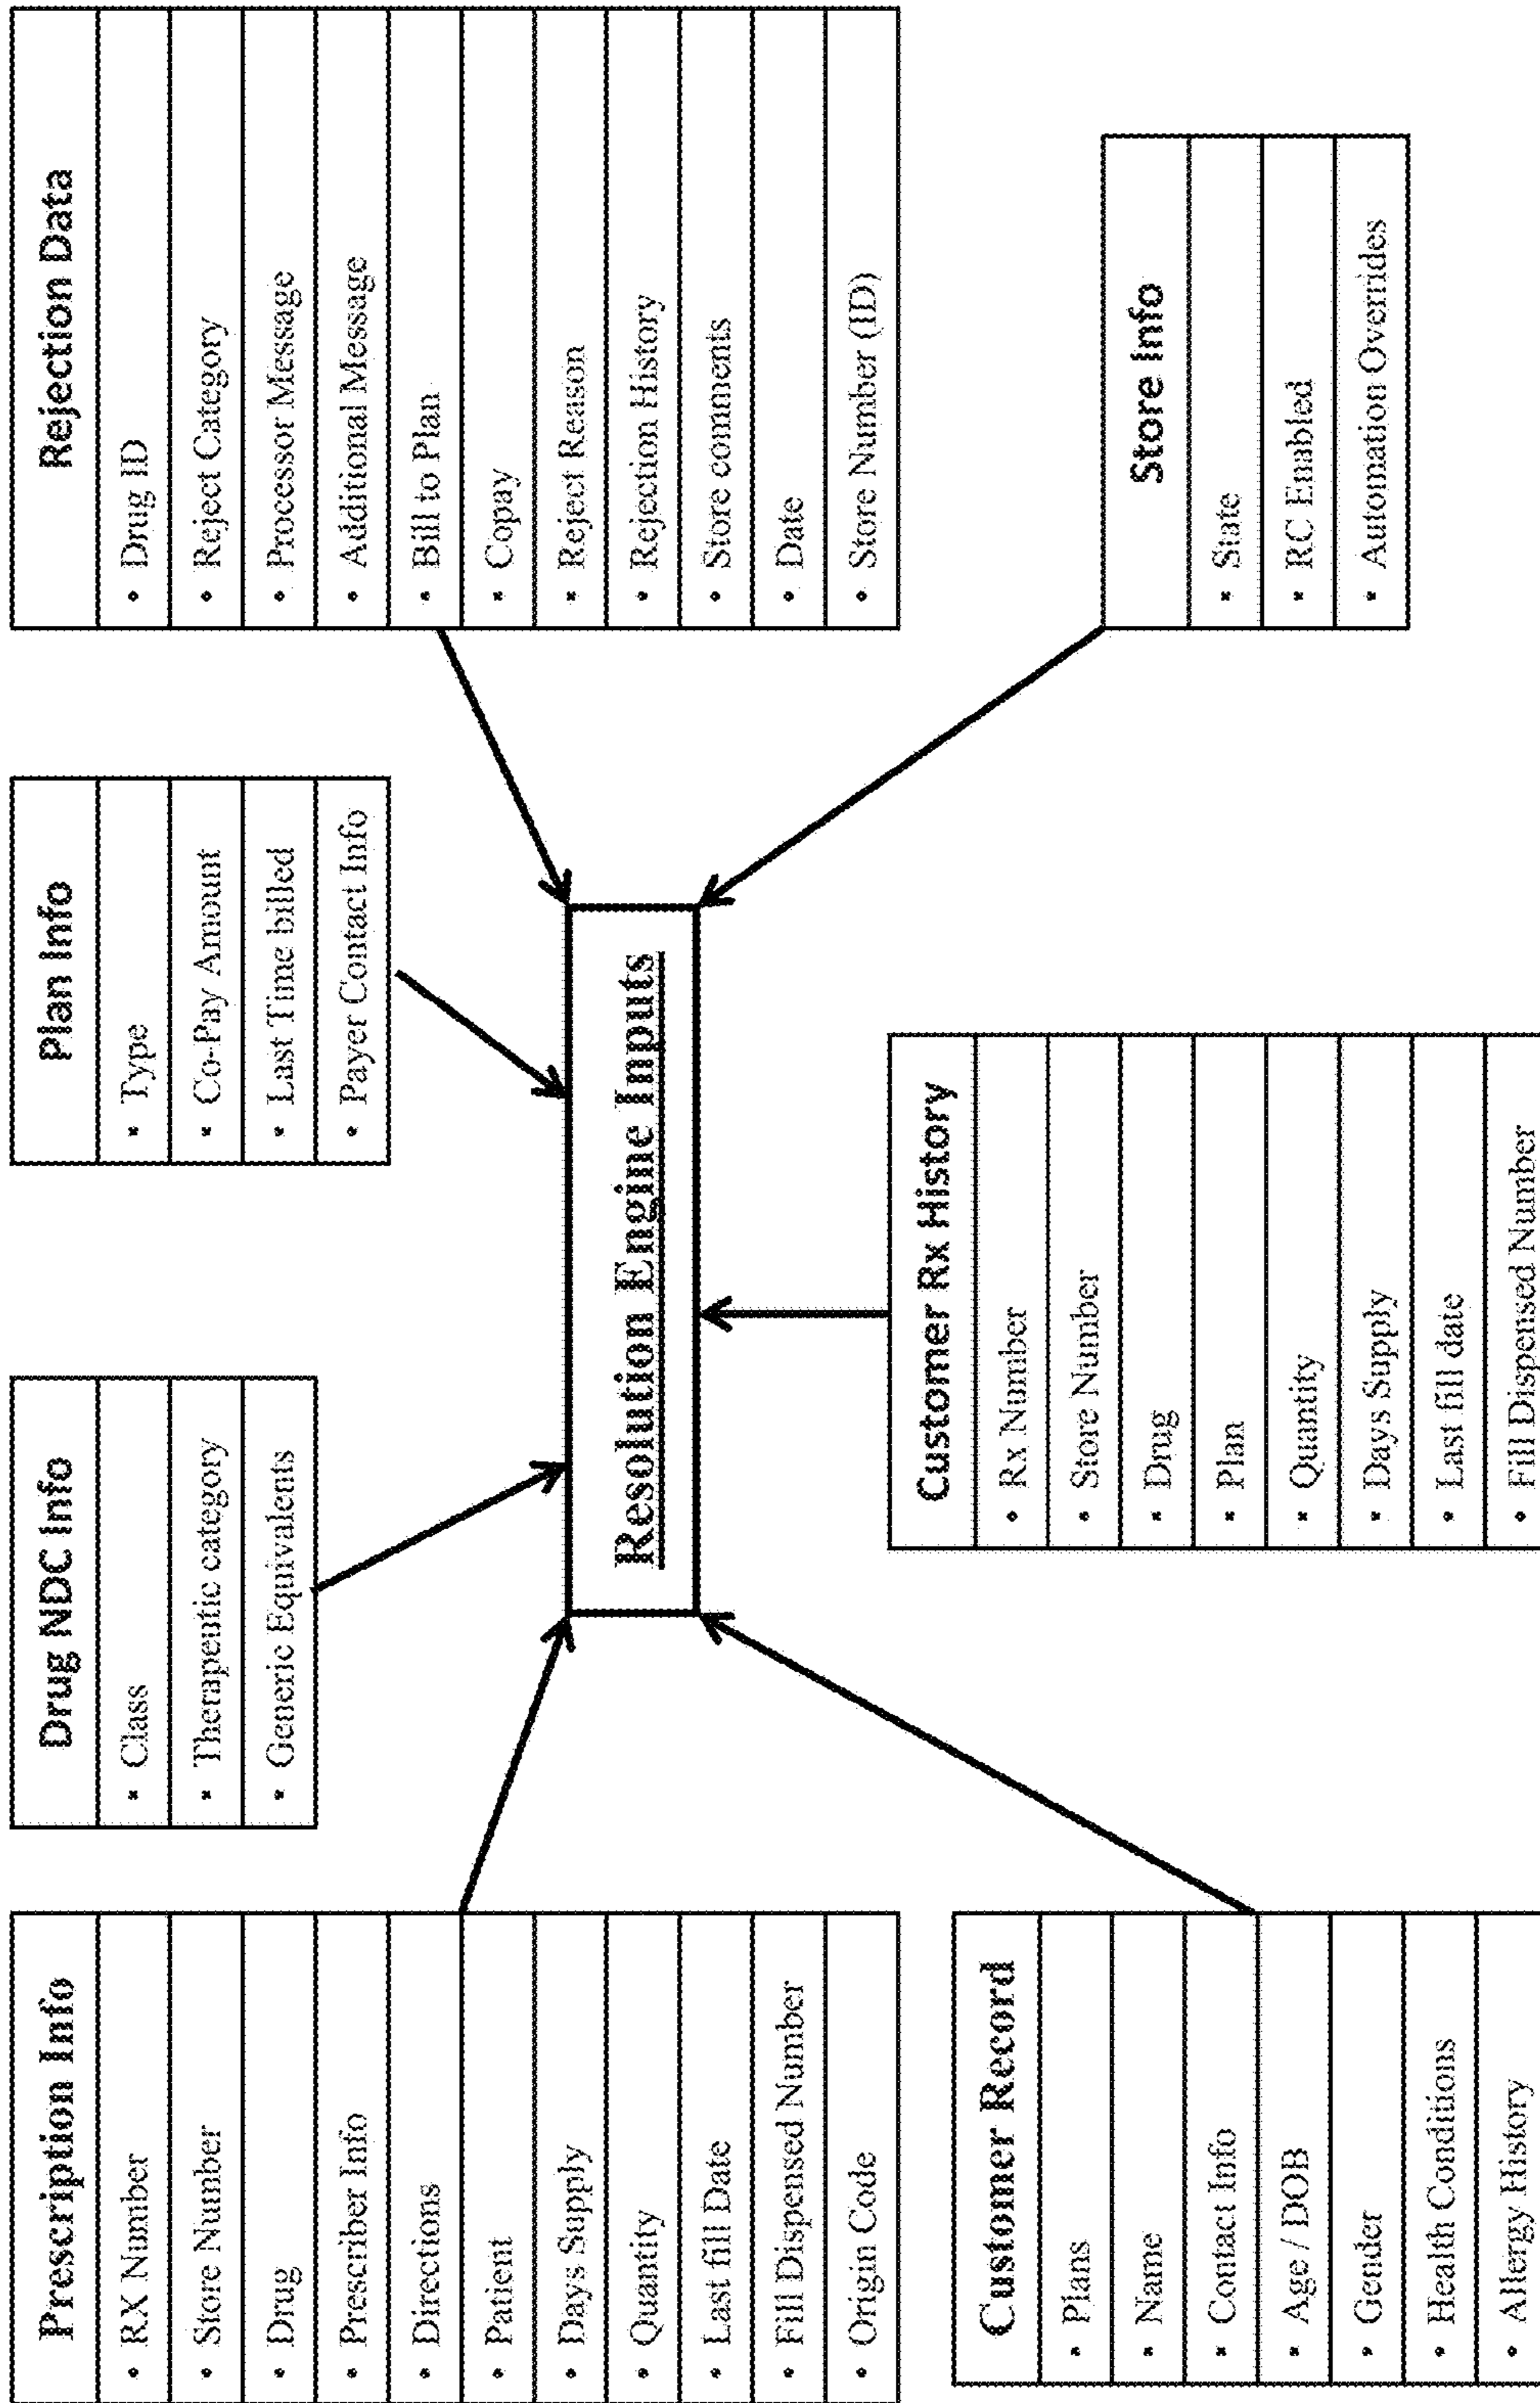 Prescription Info
• RX Number
• Store Number
• Drug
• Prescriber Info
• Directions
• Patient
• Days Supply
• Quantity
• Last fill Date
• Fill Dispensed Number
• Origin Code
Drug NDC Info
• Class
• Therapeutic category
• Generic Equivalents
Plan Info
• Type
• Co-Pay Amount
• Last Time billed
• Payer Contact Info
Rejection Data
• Drug ID
• Reject Category
• Processor Message
• Additional Message
• Bill to Plan
• Copay
• Reject Reason
• Rejection History
• Store comments
• Date
• Store Number (ID)
Resolution Engine Inputs
Customer Record
• Plans
• Name
• Contact Info
• Age / DOB
• Gender
• Health Conditions
• Allergy History
Customer Rx History
• Rx Number
• Store Number
• Drug
• Plan
• Quantity
• Days Supply
• Last fill date
• Fill Dispensed Number
Store Info
• State
• RC Enabled
• Automation Overrides